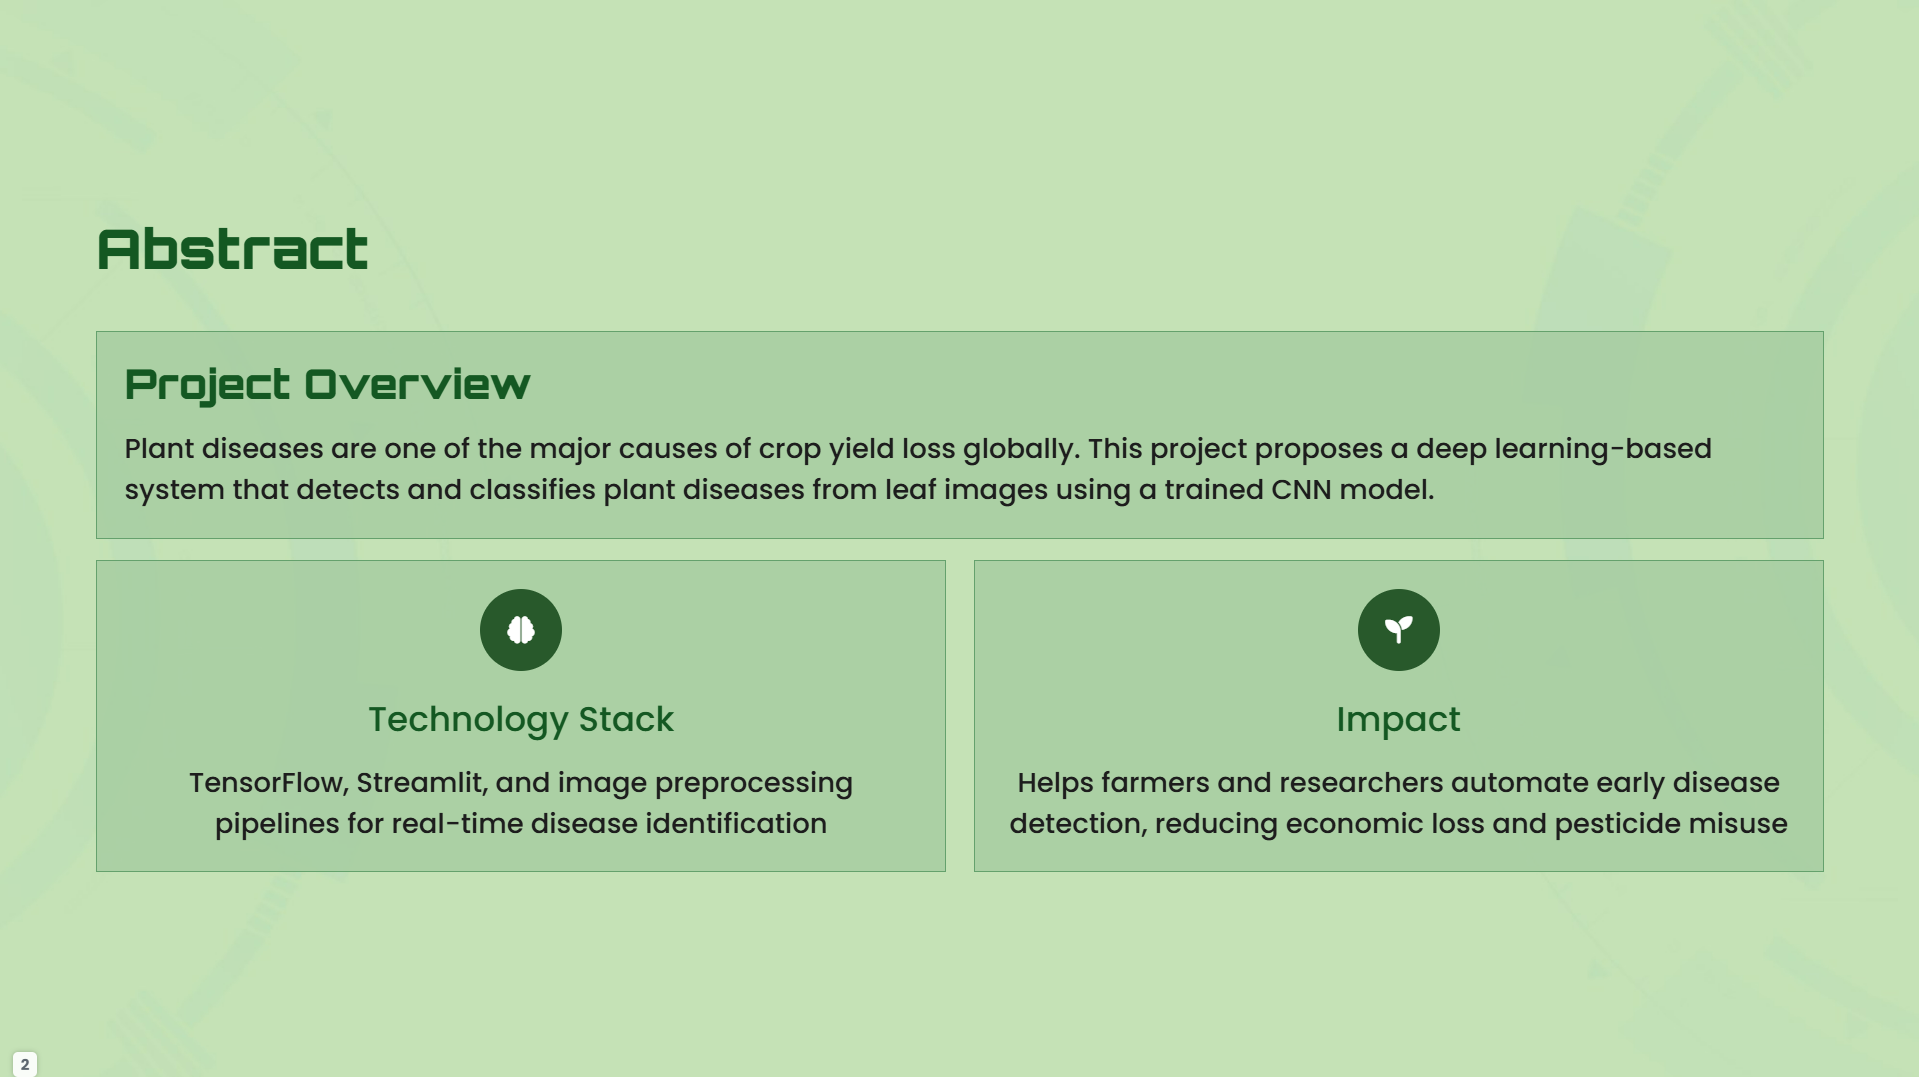 Abstract
Project Overview
Plant diseases are one of the major causes of crop yield loss globally. This project proposes a deep learning-based
system that detects and classifies plant diseases from leaf images using a trained CNN model.
Technology Stack
TensorFlow, Streamlit, and image preprocessing
pipelines for real-time disease identification
Impact
Helps farmers and researchers automate early disease
detection, reducing economic loss and pesticide misuse
2